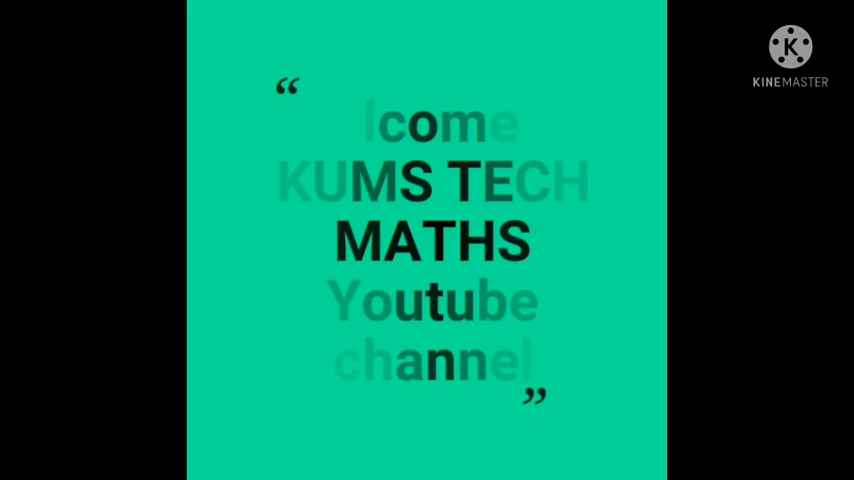 “
lcome
KUMS TECH
MATHS
Youtube
channel
”
K
KINEMASTER